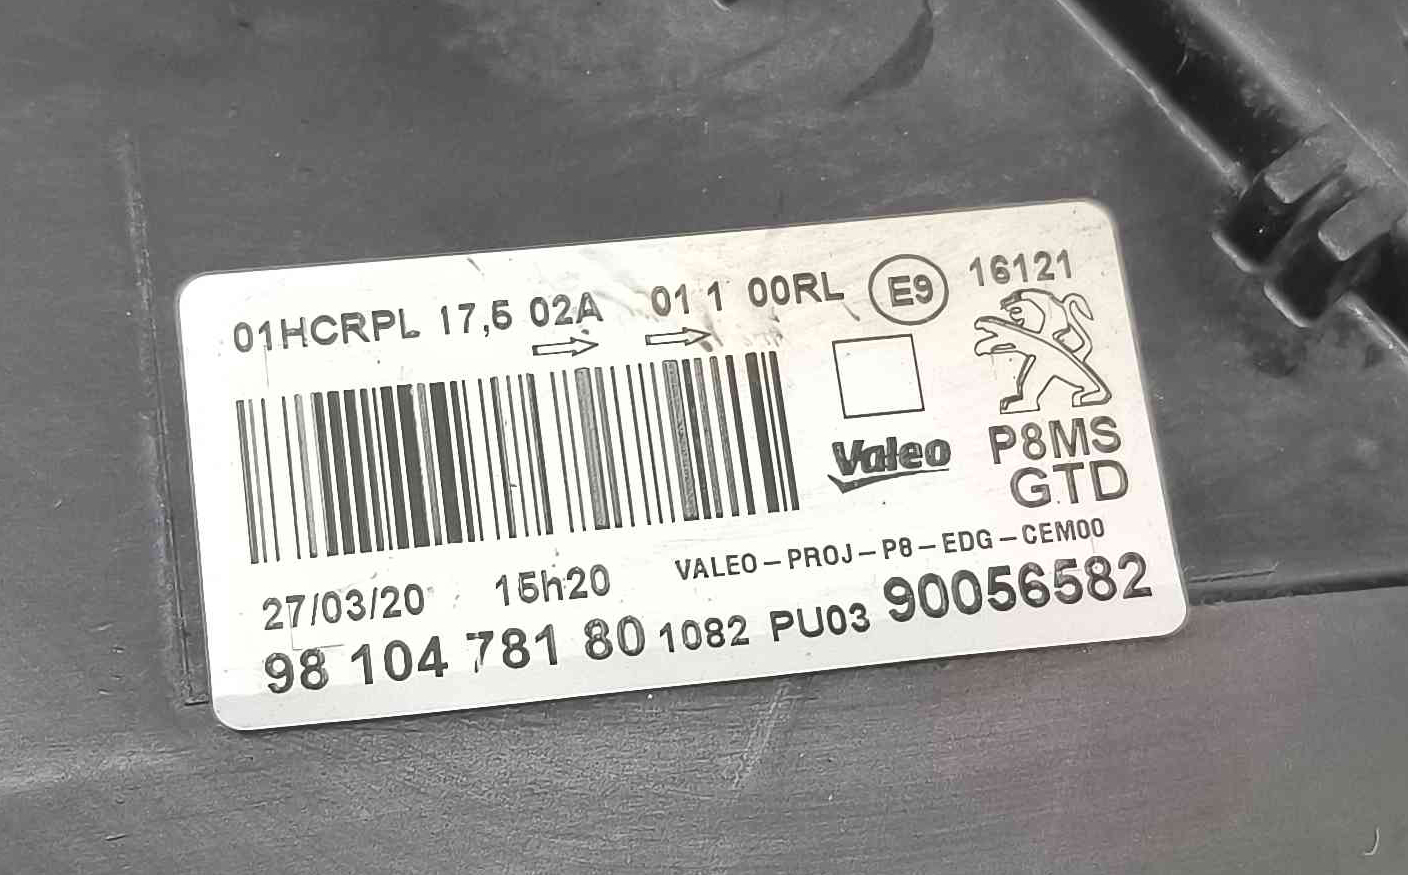 01HCRPL 17,5 02A 01 1 00RL E9 16121
Valeo
P8MS
GTD
VALEO-PROJ-P8-EDG-CEM00
27/03/20 15h20
98 104 781 80 1082 PU03 90056582